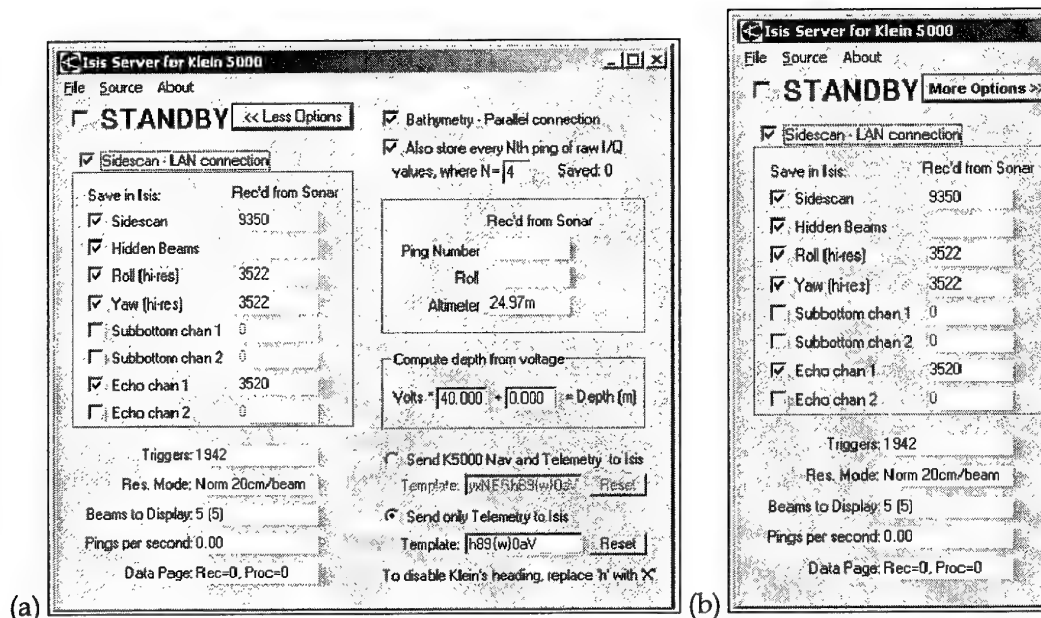 Isis Server for Klein 5000
File Source About
STANDBY
<< Less Options
Sidescan - LAN connection
Save in Isis: Rec'd from Sonar
Sidescan 9350
Hidden Beams
Roll (hi-res) 3522
Yaw (hi-res) 3522
Subbottom chan 1 0
Subbottom chan 2 0
Echo chan 1 3520
Echo chan 2 0
Triggers: 1942
Res. Mode: Norm 20cm/beam
Beams to Display: 5 (5)
Pings per second: 0.00
Data Page: Rec=0, Proc=0
Bathymetry - Parallel connection
Also store every Nth ping of raw I/Q
values, where N= 4 Saved: 0
Rec'd from Sonar
Ping Number
Roll
Altimeter 24.97m
Compute depth from voltage
Volts * 40.000 + 0.000 = Depth (m)
Send K5000 Nav and Telemetry to Isis
Template: Reset
Send only Telemetry to Isis
Template: h89{w}0aV Reset
To disable Klein's heading, replace 'h' with 'X'
(a)
Isis Server for Klein 5000
File Source About
STANDBY
More Options >>
Sidescan - LAN connection
Save in Isis: Rec'd from Sonar
Sidescan 9350
Hidden Beams
Roll (hi-res) 3522
Yaw (hi-res) 3522
Subbottom chan 1 0
Subbottom chan 2 0
Echo chan 1 3520
Echo chan 2 0
Triggers: 1942
Res. Mode: Norm 20cm/beam
Beams to Display: 5 (5)
Pings per second: 0.00
Data Page: Rec=0, Proc=0
(b)